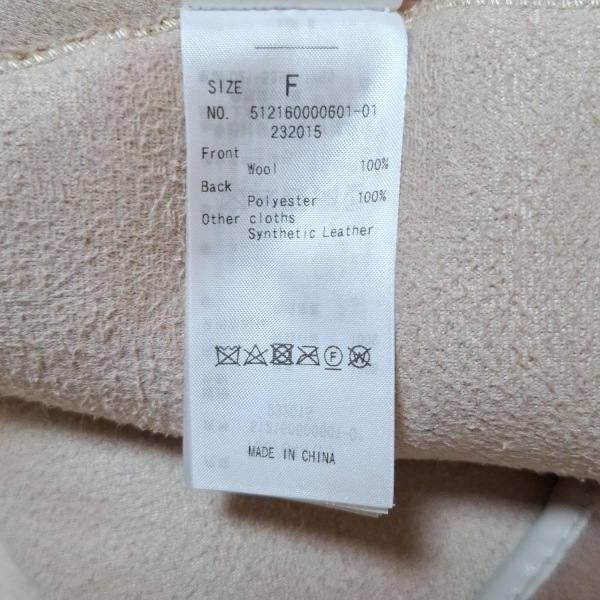 SIZE F
NO. 512160000601-01
232015
Front
Wool 100%
Back
Polyester 100%
Other cloths
Synthetic Leather
F W
MADE IN CHINA